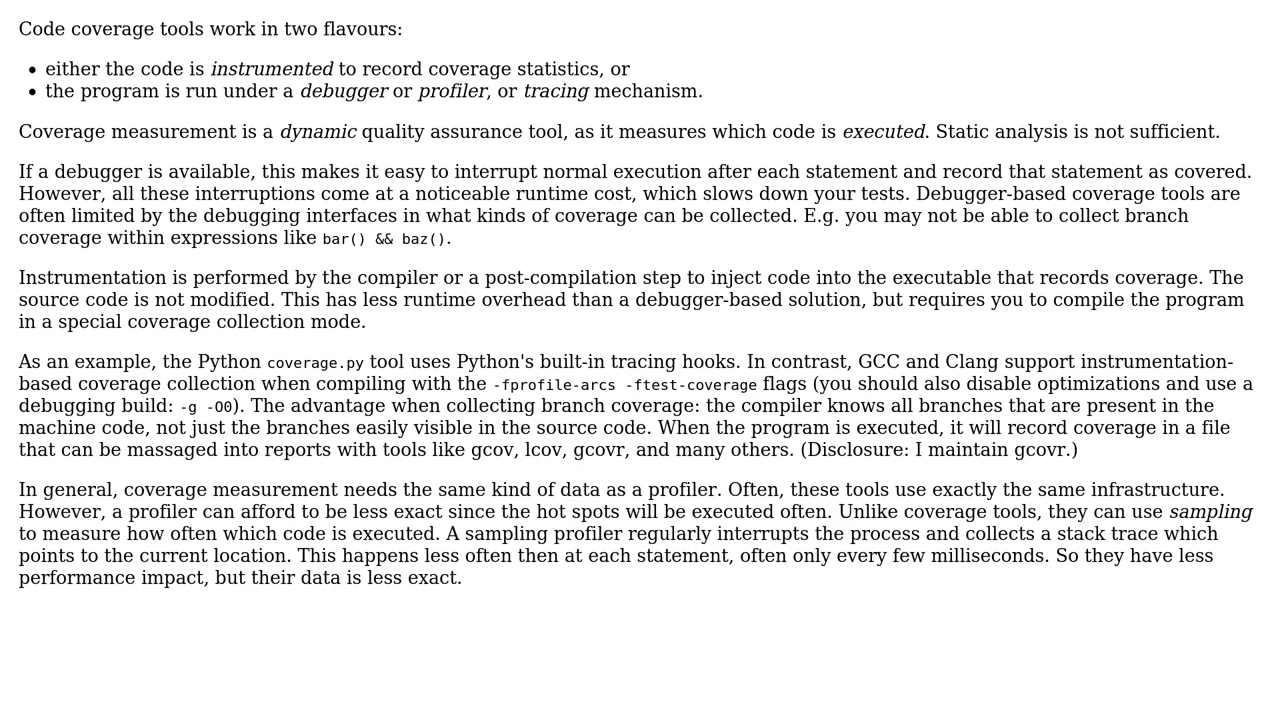 Code coverage tools work in two flavours:
• either the code is instrumented to record coverage statistics, or
• the program is run under a debugger or profiler, or tracing mechanism.
Coverage measurement is a dynamic quality assurance tool, as it measures which code is executed. Static analysis is not sufficient.
If a debugger is available, this makes it easy to interrupt normal execution after each statement and record that statement as covered.
However, all these interruptions come at a noticeable runtime cost, which slows down your tests. Debugger-based coverage tools are
often limited by the debugging interfaces in what kinds of coverage can be collected. E.g. you may not be able to collect branch
coverage within expressions like bar() && baz().
Instrumentation is performed by the compiler or a post-compilation step to inject code into the executable that records coverage. The
source code is not modified. This has less runtime overhead than a debugger-based solution, but requires you to compile the program
in a special coverage collection mode.
As an example, the Python coverage.py tool uses Python's built-in tracing hooks. In contrast, GCC and Clang support instrumentation-
based coverage collection when compiling with the -fprofile-arcs -ftest-coverage flags (you should also disable optimizations and use a
debugging build: -g -O0). The advantage when collecting branch coverage: the compiler knows all branches that are present in the
machine code, not just the branches easily visible in the source code. When the program is executed, it will record coverage in a file
that can be massaged into reports with tools like gcov, lcov, gcovr, and many others. (Disclosure: I maintain gcovr.)
In general, coverage measurement needs the same kind of data as a profiler. Often, these tools use exactly the same infrastructure.
However, a profiler can afford to be less exact since the hot spots will be executed often. Unlike coverage tools, they can use sampling
to measure how often which code is executed. A sampling profiler regularly interrupts the process and collects a stack trace which
points to the current location. This happens less often then at each statement, often only every few milliseconds. So they have less
performance impact, but their data is less exact.